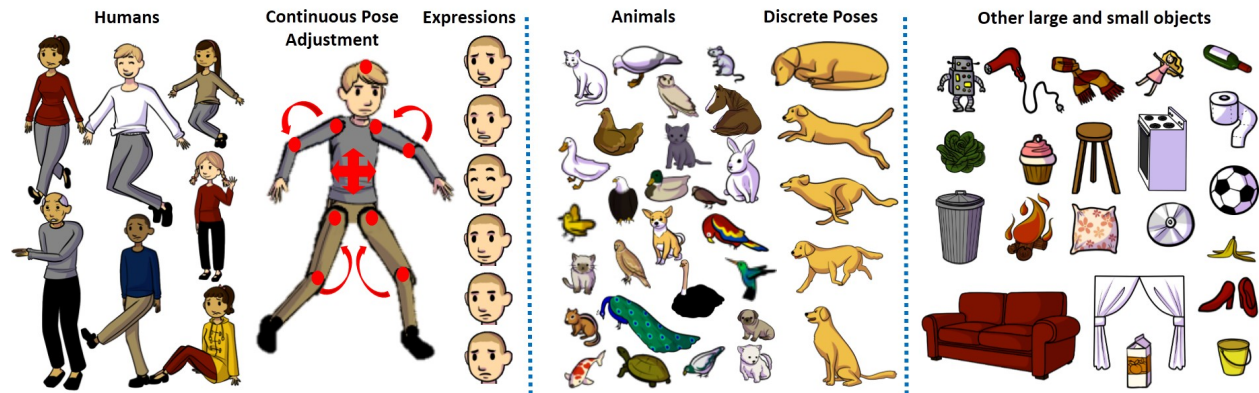 Humans
Continuous Pose
Adjustment
Expressions
Animals
Discrete Poses
Other large and small objects